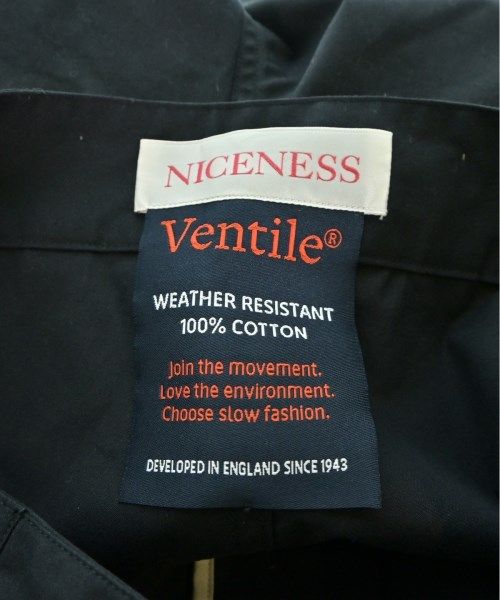 NICENESS
Ventile®
WEATHER RESISTANT
100% COTTON
Join the movement.
Love the environment.
Choose slow fashion.
DEVELOPED IN ENGLAND SINCE 1943